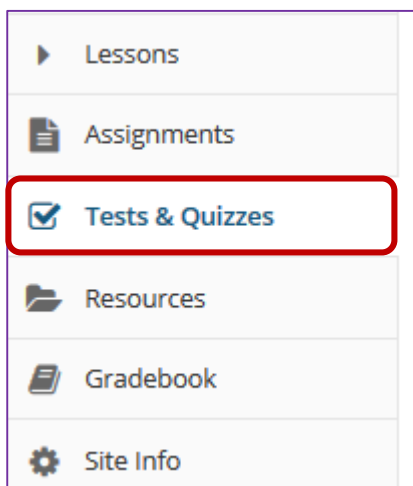 Lessons
Assignments
Tests & Quizzes
Resources
Gradebook
Site Info